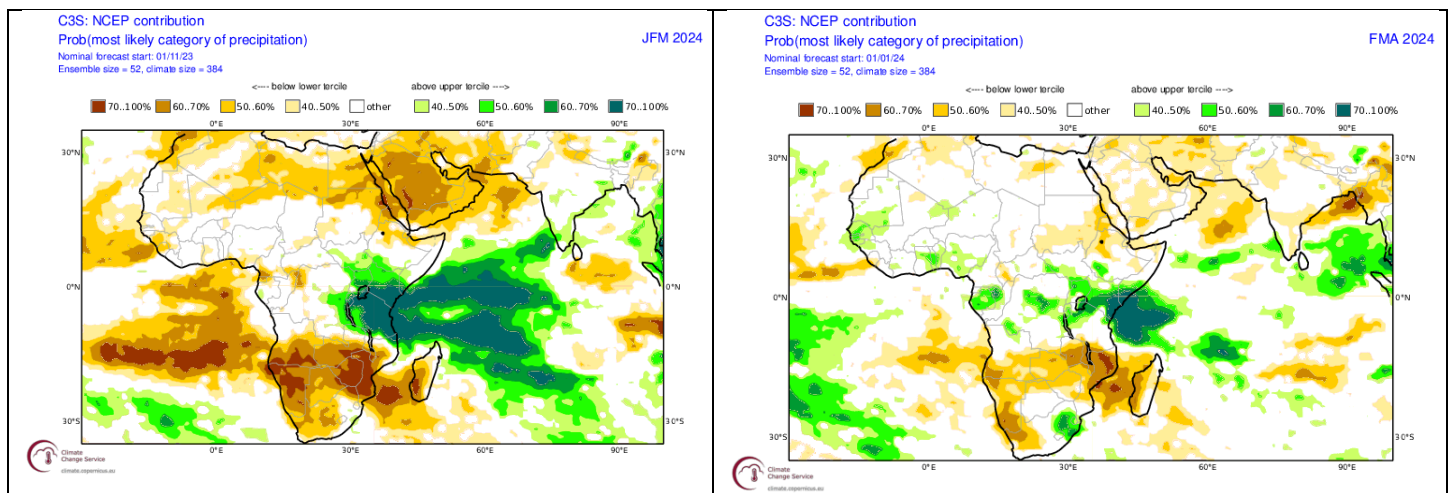 C3S: NCEP contribution
Prob(most likely category of precipitation)
JFM 2024
Nominal forecast start: 01/11/23
Ensemble size = 52, climate size = 384
<---- below lower tercile
above upper tercile ---->
70..100%
60..70%
50..60%
40..50%
other
40..50%
50..60%
60..70%
70..100%
0°E
30°E
60°E
90°E
30°N
30°N
0°N
0°N
30°S
30°S
0°E
30°E
60°E
90°E
Climate
Change Service
climate.copernicus.eu
C3S: NCEP contribution
Prob(most likely category of precipitation)
FMA 2024
Nominal forecast start: 01/01/24
Ensemble size = 52, climate size = 384
<---- below lower tercile
above upper tercile ---->
70..100%
60..70%
50..60%
40..50%
other
40..50%
50..60%
60..70%
70..100%
0°E
30°E
60°E
90°E
30°N
30°N
0°N
0°N
30°S
30°S
0°E
30°E
60°E
90°E
Climate
Change Service
climate.copernicus.eu